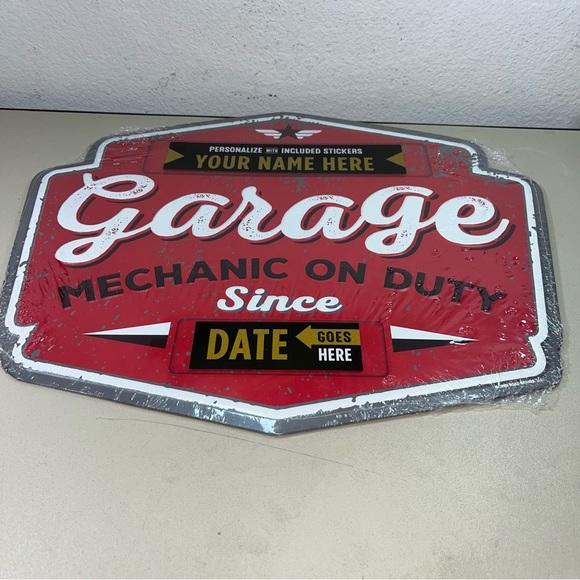 PERSONALIZE WITH INCLUDED STICKERS
YOUR NAME HERE
Garage
MECHANIC ON DUTY
Since
DATE GOES HERE